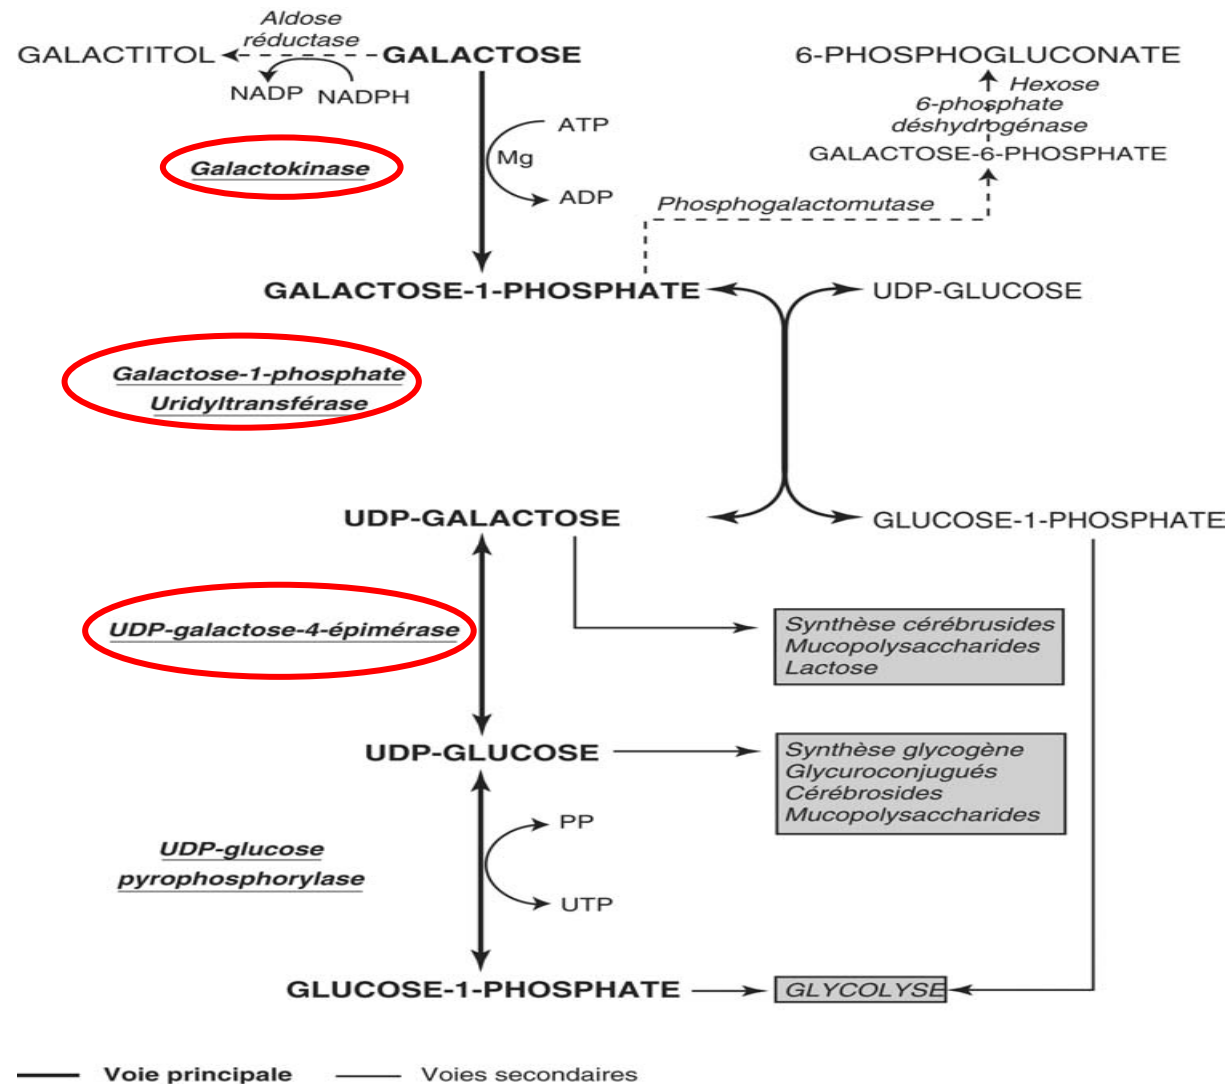 Aldose
réductase
GALACTITOL
GALACTOSE
NADP
NADPH
6-PHOSPHOGLUCONATE
Hexose
6-phosphate
déshydrogénase
GALACTOSE-6-PHOSPHATE
Galactokinase
ATP
Mg
ADP
Phosphogalactomutase
GALACTOSE-1-PHOSPHATE
UDP-GLUCOSE
Galactose-1-phosphate
Uridyltransférase
UDP-GALACTOSE
GLUCOSE-1-PHOSPHATE
UDP-galactose-4-épimérase
Synthèse cérébrusides
Mucopolysaccharides
Lactose
UDP-GLUCOSE
Synthèse glycogène
Glycuroconjugués
Cérébrosides
Mucopolysaccharides
UDP-glucose
pyrophosphorylase
PP
UTP
GLUCOSE-1-PHOSPHATE
GLYCOLYSE
Voie principale
Voies secondaires